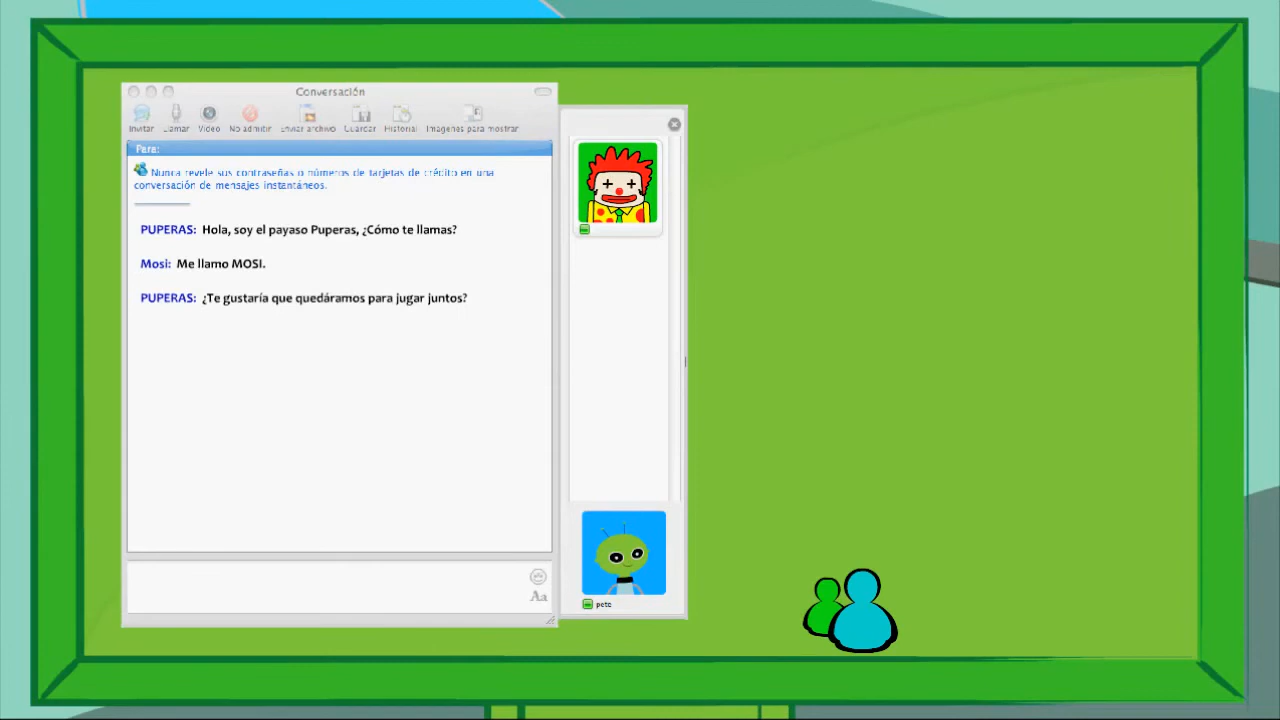 Conversación
Invitar Llamar Vídeo No admitir Enviar archivo Guardar Historial Imágenes para mostrar
Para:
Nunca revele sus contraseñas o números de tarjetas de crédito en una
conversación de mensajes instantáneos.
PUPERAS: Hola, soy el payaso Puperas, ¿Cómo te llamas?
Mosi: Me llamo MOSI.
PUPERAS: ¿Te gustaría que quedáramos para jugar juntos?
Aa
pete